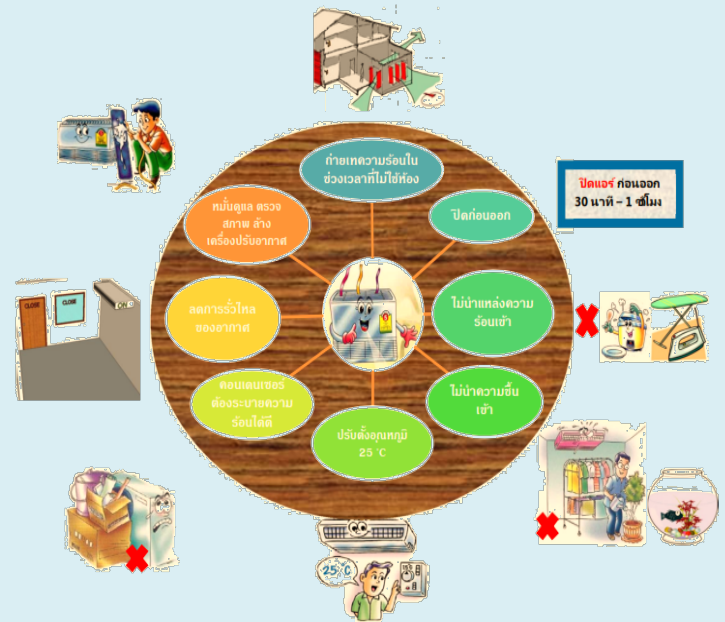 ถ่ายเทความร้อนใน
ช่วงเวลาที่ไม่ใช้ห้อง
ปิดก่อนออก
ปิดแอร์ ก่อนออก
30 นาที – 1 ชั่วโมง
ไม่นำแหล่งความ
ร้อนเข้า
ไม่นำความชื้น
เข้า
ปรับตั้งอุณหภูมิ
25 °C
25 °C
คอนเดนเซอร์
ต้องระบายความ
ร้อนได้ดี
ลดการรั่วไหล
ของอากาศ
CLOSE
CLOSE
ON
หมั่นดูแล ตรวจ
สภาพ ล้าง
เครื่องปรับอากาศ